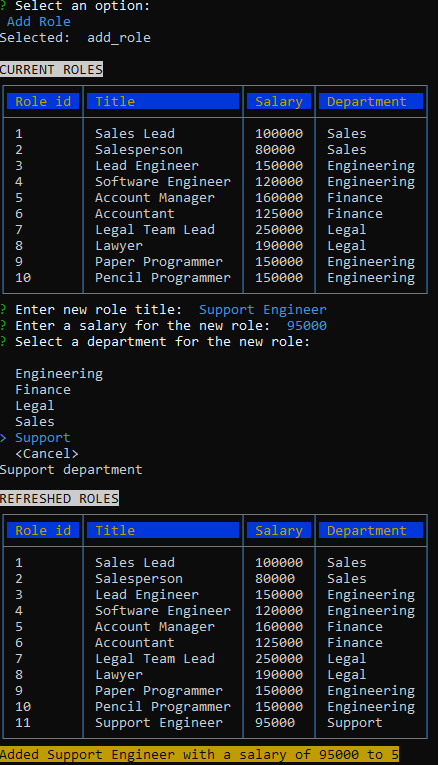 ? Select an option:
Add Role
Selected: add_role
CURRENT ROLES
Role id Title Salary Department
1 Sales Lead 100000 Sales
2 Salesperson 80000 Sales
3 Lead Engineer 150000 Engineering
4 Software Engineer 120000 Engineering
5 Account Manager 160000 Finance
6 Accountant 125000 Finance
7 Legal Team Lead 250000 Legal
8 Lawyer 190000 Legal
9 Paper Programmer 150000 Engineering
10 Pencil Programmer 150000 Engineering
? Enter new role title: Support Engineer
? Enter a salary for the new role: 95000
? Select a department for the new role:
Engineering
Finance
Legal
Sales
> Support
<Cancel>
Support department
REFRESHED ROLES
Role id Title Salary Department
1 Sales Lead 100000 Sales
2 Salesperson 80000 Sales
3 Lead Engineer 150000 Engineering
4 Software Engineer 120000 Engineering
5 Account Manager 160000 Finance
6 Accountant 125000 Finance
7 Legal Team Lead 250000 Legal
8 Lawyer 190000 Legal
9 Paper Programmer 150000 Engineering
10 Pencil Programmer 150000 Engineering
11 Support Engineer 95000 Support
Added Support Engineer with a salary of 95000 to 5